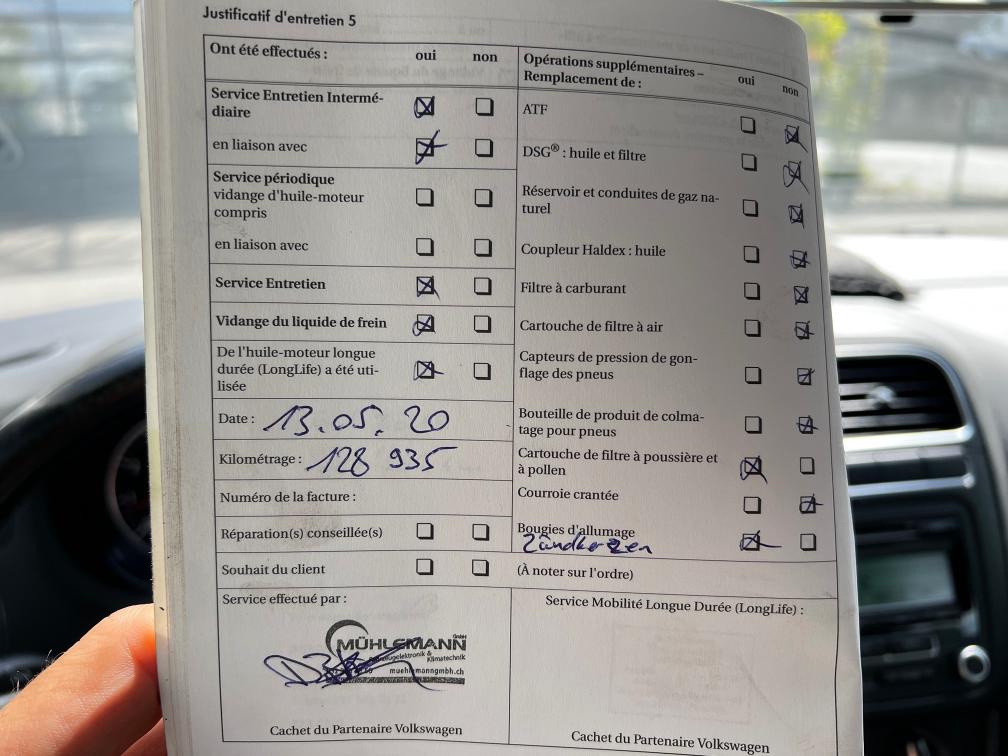 Justificatif d'entretien 5
Ont été effectués : oui non
Service Entretien Intermé-
diaire
en liaison avec
Service périodique
vidange d'huile-moteur
compris
en liaison avec
Service Entretien
Vidange du liquide de frein
De l'huile-moteur longue
durée (LongLife) a été uti-
lisée
Date : 13.05.20
Kilométrage : 128 935
Numéro de la facture :
Réparation(s) conseillée(s)
Souhait du client
Opérations supplémentaires –
Remplacement de : oui non
ATF
DSG® : huile et filtre
Réservoir et conduites de gaz na-
turel
Coupleur Haldex : huile
Filtre à carburant
Cartouche de filtre à air
Capteurs de pression de gon-
flage des pneus
Bouteille de produit de colma-
tage pour pneus
Cartouche de filtre à poussière et
à pollen
Courroie crantée
Bougies d'allumage
Zündkerzen
(À noter sur l'ordre)
Service effectué par :
MÜHLEMANN GmbH
Klimatechnik
muehlemanngmbh.ch
Cachet du Partenaire Volkswagen
Service Mobilité Longue Durée (LongLife) :
Cachet du Partenaire Volkswagen